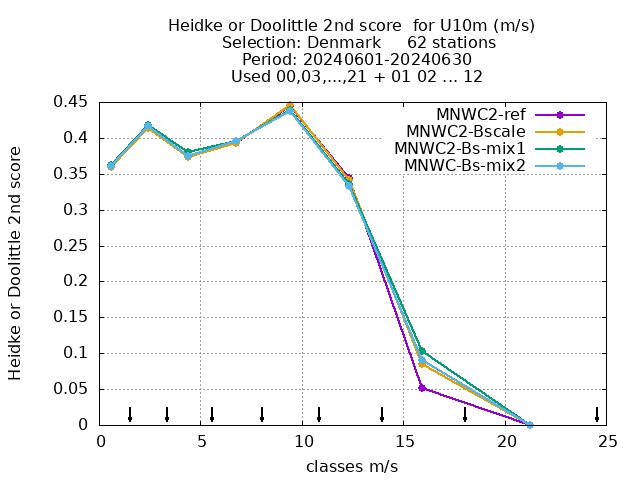 Heidke or Doolittle 2nd score  for U10m (m/s)
Selection: Denmark     62 stations
Period: 20240601-20240630
Used 00,03,...,21 + 01 02 ... 12
Heidke or Doolittle 2nd score
0.45
0.4
0.35
0.3
0.25
0.2
0.15
0.1
0.05
0
MNWC2-ref
MNWC2-Bscale
MNWC2-Bs-mix1
MNWC-Bs-mix2
0 5 10 15 20 25
classes m/s